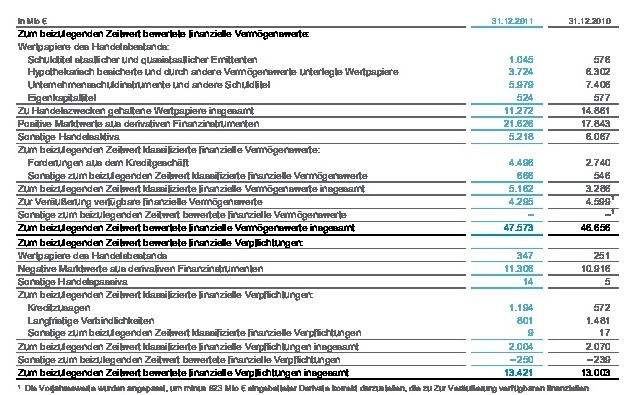 In Mio € 31.12.2011 31.12.2010
Zum beizulegenden Zeitwert bewertete finanzielle Vermögenswerte:
Wertpapiere des Handelsbestands:
Schuldtitel staatlicher und quasistaatlicher Emittenten 1.045 576
Hypothekarisch besicherte und durch andere Vermögenswerte unterlegte Wertpapiere 3.724 6.302
Unternehmensschuldinstrumente und andere Schuldtitel 5.979 7.406
Eigenkapitaltitel 524 577
Zu Handelszwecken gehaltene Wertpapiere insgesamt 11.272 14.861
Positive Marktwerte aus derivativen Finanzinstrumenten 21.626 17.843
Sonstige Handelsaktiva 5.218 6.067
Zum beizulegenden Zeitwert klassifizierte finanzielle Vermögenswerte:
Forderungen aus dem Kreditgeschäft 4.496 2.740
Sonstige zum beizulegenden Zeitwert klassifizierte finanzielle Vermögenswerte 666 546
Zum beizulegenden Zeitwert klassifizierte finanzielle Vermögenswerte insgesamt 5.162 3.286
Zur Veräußerung verfügbare finanzielle Vermögenswerte 4.295 4.599¹
Sonstige zum beizulegenden Zeitwert bewertete finanzielle Vermögenswerte – –¹
Zum beizulegenden Zeitwert bewertete finanzielle Vermögenswerte insgesamt 47.573 46.656
Zum beizulegenden Zeitwert bewertete finanzielle Verpflichtungen:
Wertpapiere des Handelsbestands 347 251
Negative Marktwerte aus derivativen Finanzinstrumenten 11.306 10.916
Sonstige Handelspassiva 14 5
Zum beizulegenden Zeitwert klassifizierte finanzielle Verpflichtungen:
Kreditzusagen 1.194 572
Langfristige Verbindlichkeiten 801 1.481
Sonstige zum beizulegenden Zeitwert klassifizierte finanzielle Verpflichtungen 9 17
Zum beizulegenden Zeitwert klassifizierte finanzielle Verpflichtungen insgesamt 2.004 2.070
Sonstige zum beizulegenden Zeitwert bewertete finanzielle Verpflichtungen –250 –239
Zum beizulegenden Zeitwert bewertete finanzielle Verpflichtungen insgesamt 13.421 13.003
¹ Die Vorjahreswerte wurden angepasst, um minus 623 Mio € eingebetteter Derivate korrekt darzustellen, die zu Zur Veräußerung verfügbaren finanziellen